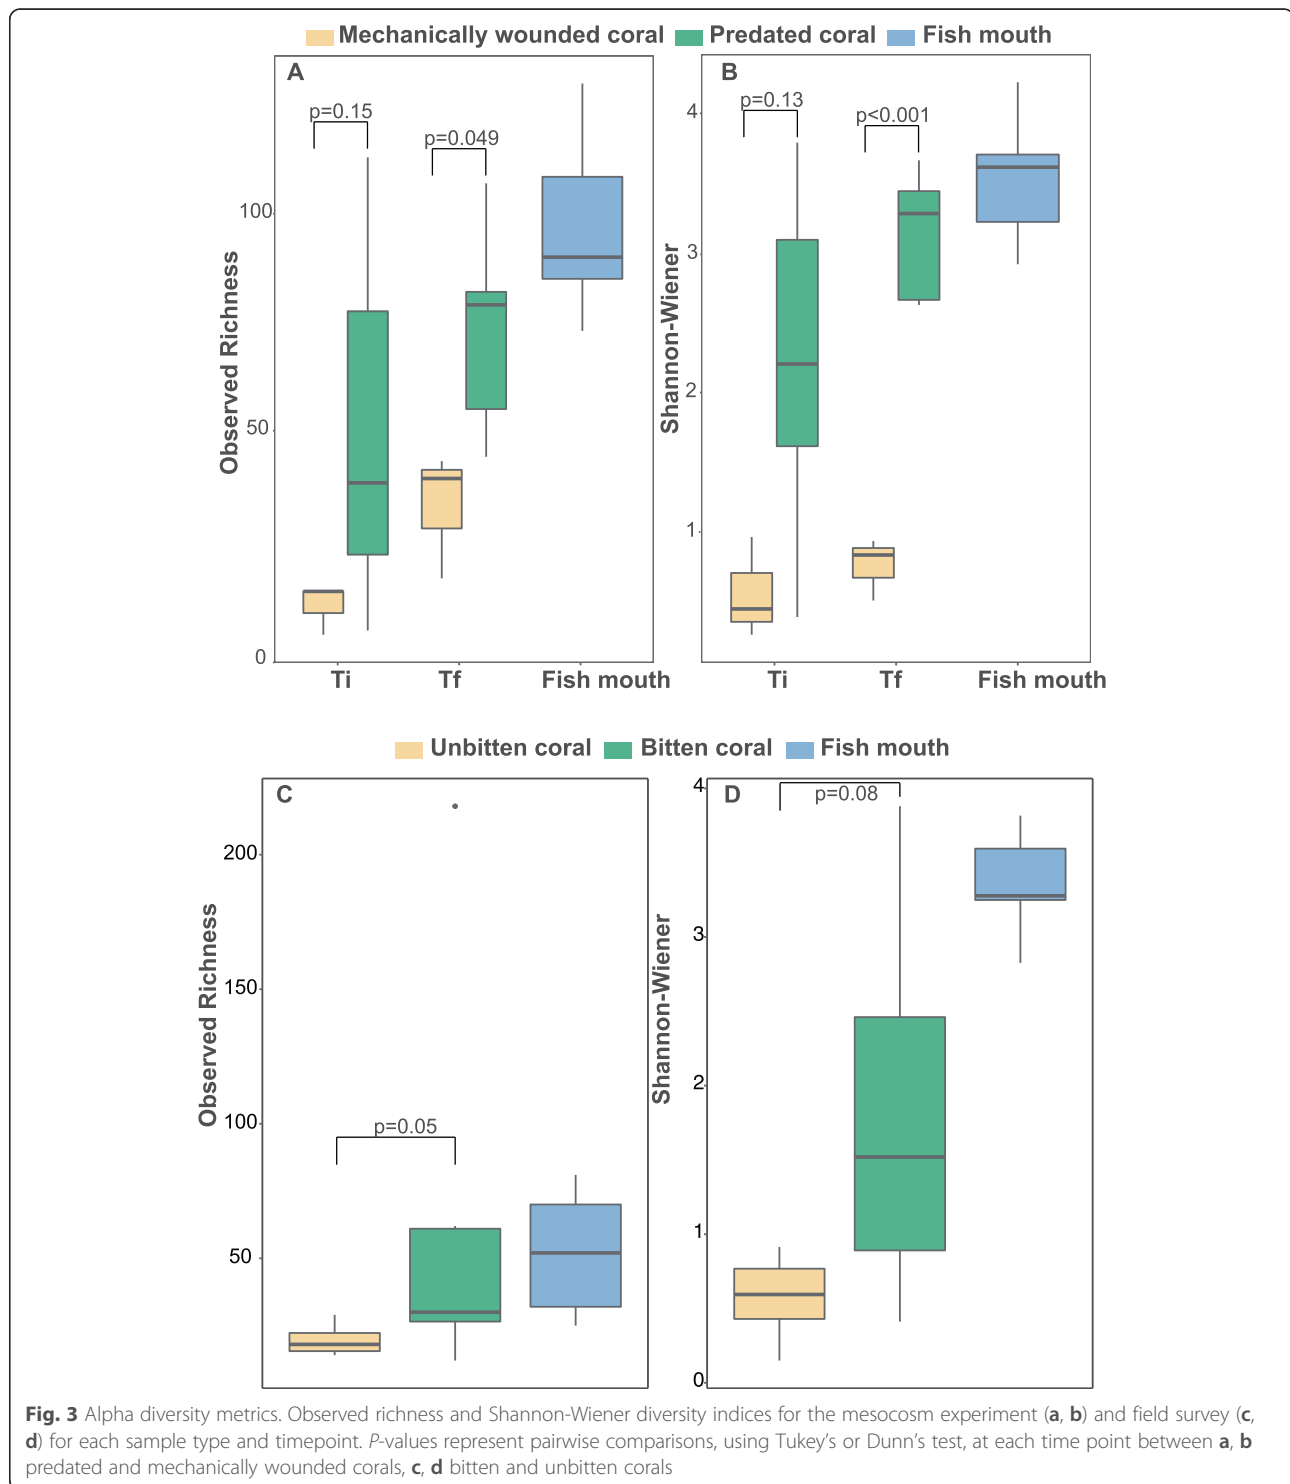 Mechanically wounded coral Predated coral Fish mouth
A
p=0.15
p=0.049
Observed Richness
100
50
0
Ti Tf Fish mouth
B
p=0.13
p<0.001
Shannon-Wiener
4
3
2
1
Ti Tf Fish mouth
Unbitten coral Bitten coral Fish mouth
C
p=0.05
Observed Richness
200
150
100
50
D
p=0.08
Shannon-Wiener
4
3
2
1
0
Fig. 3 Alpha diversity metrics. Observed richness and Shannon-Wiener diversity indices for the mesocosm experiment (a, b) and field survey (c,
d) for each sample type and timepoint. P-values represent pairwise comparisons, using Tukey's or Dunn's test, at each time point between a, b
predated and mechanically wounded corals, c, d bitten and unbitten corals